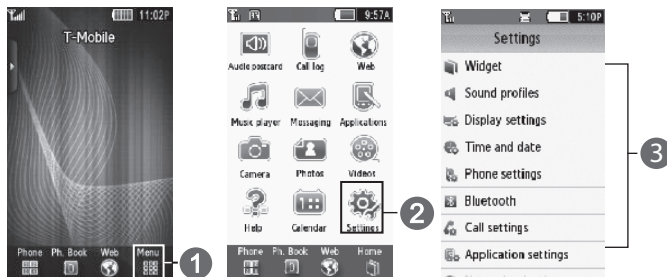 11:02P
T-Mobile
Phone Ph. Book Web Menu
1
9:57A
Audio postcard Call log Web
Music player Messaging Applications
Camera Photos Videos
Help Calendar Settings
Phone Ph. Book Web Home
2
5:10P
Settings
Widget
Sound profiles
Display settings
Time and date
Phone settings
Bluetooth
Call settings
Application settings
3